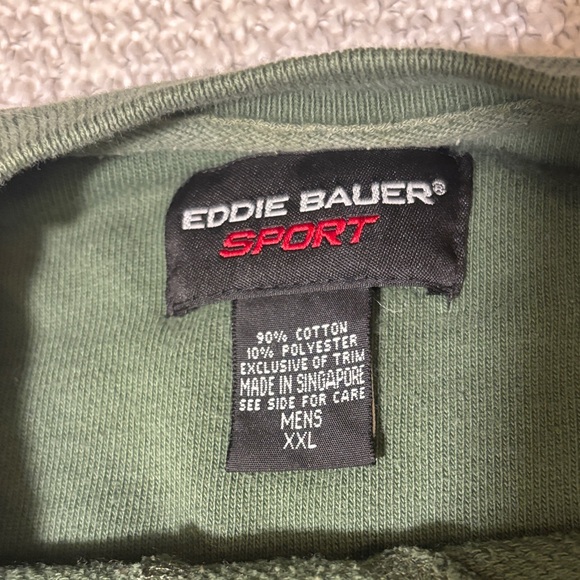 EDDIE BAUER®
SPORT
90% COTTON
10% POLYESTER
EXCLUSIVE OF TRIM
MADE IN SINGAPORE
SEE SIDE FOR CARE
MENS
XXL